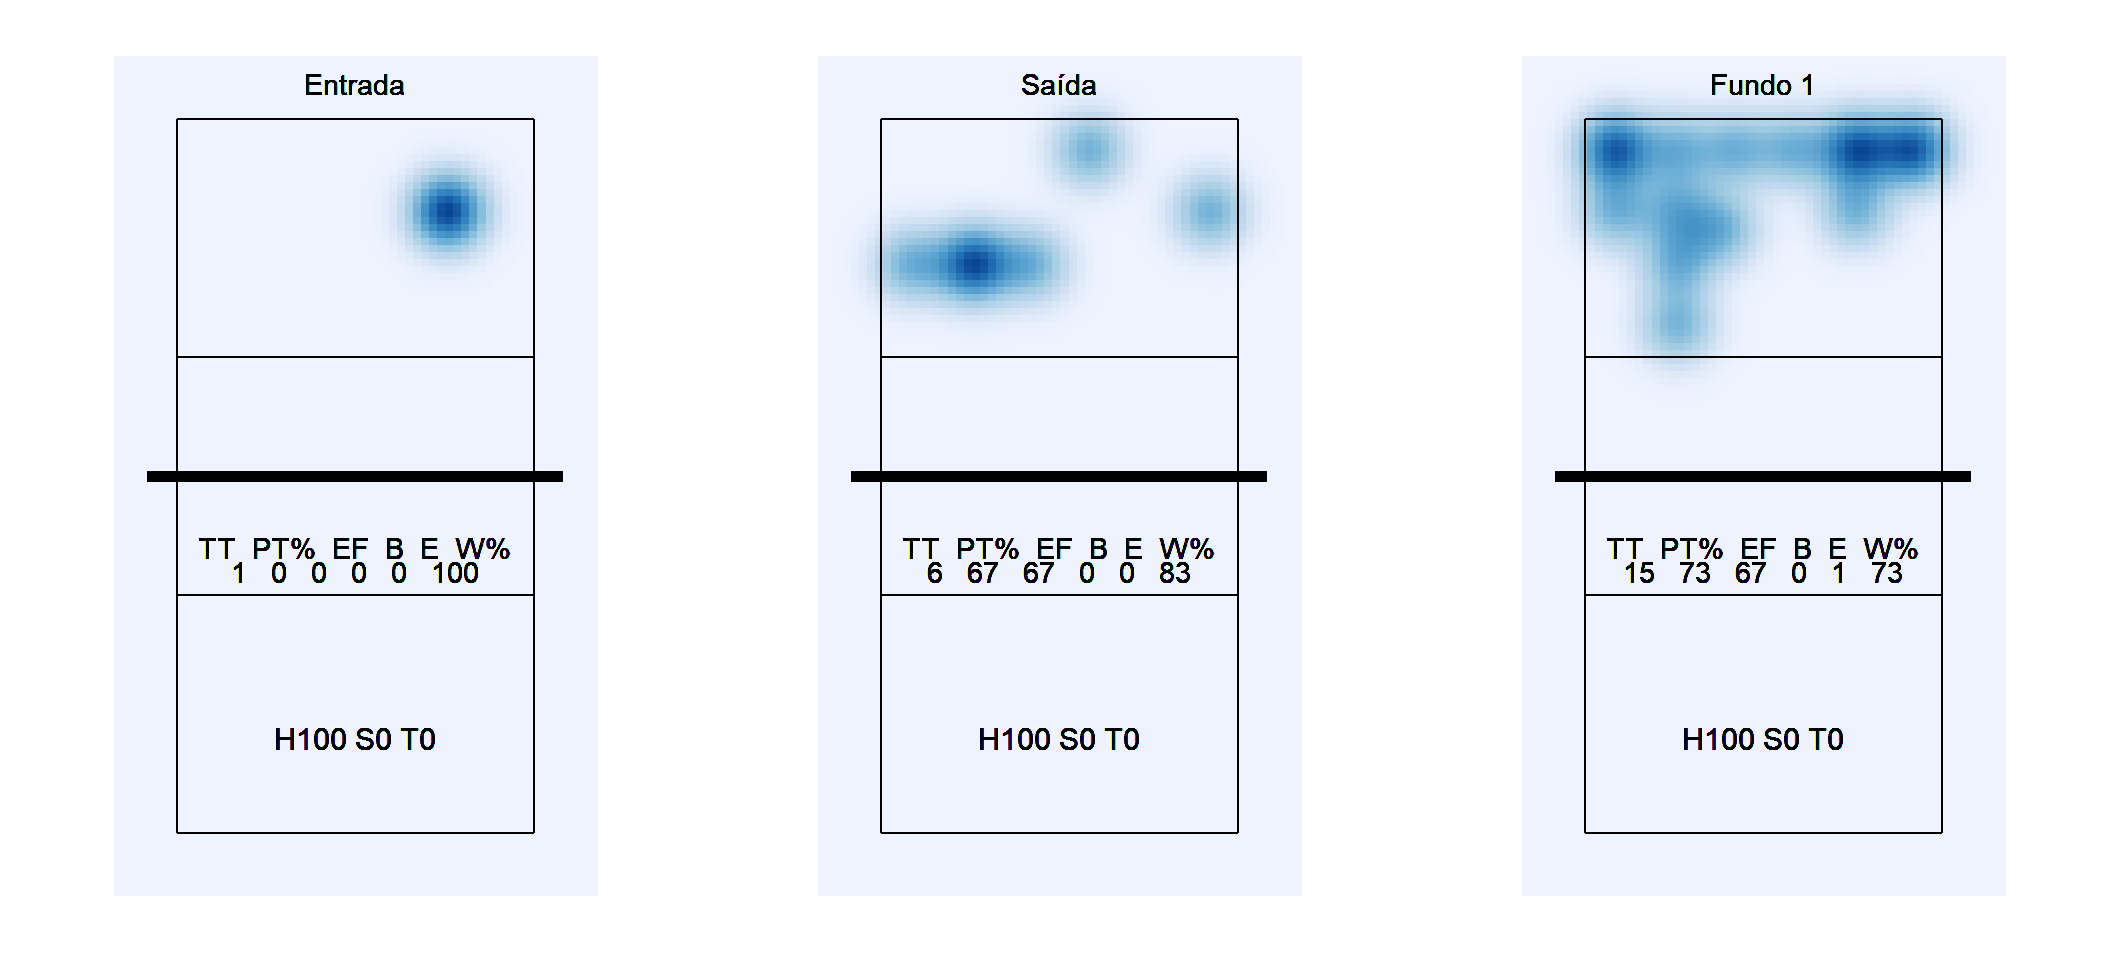 Entrada
TT PT% EF B E W%
1 0 0 0 0 100
H100 S0 T0
Saída
TT PT% EF B E W%
6 67 67 0 0 83
H100 S0 T0
Fundo 1
TT PT% EF B E W%
15 73 67 0 1 73
H100 S0 T0